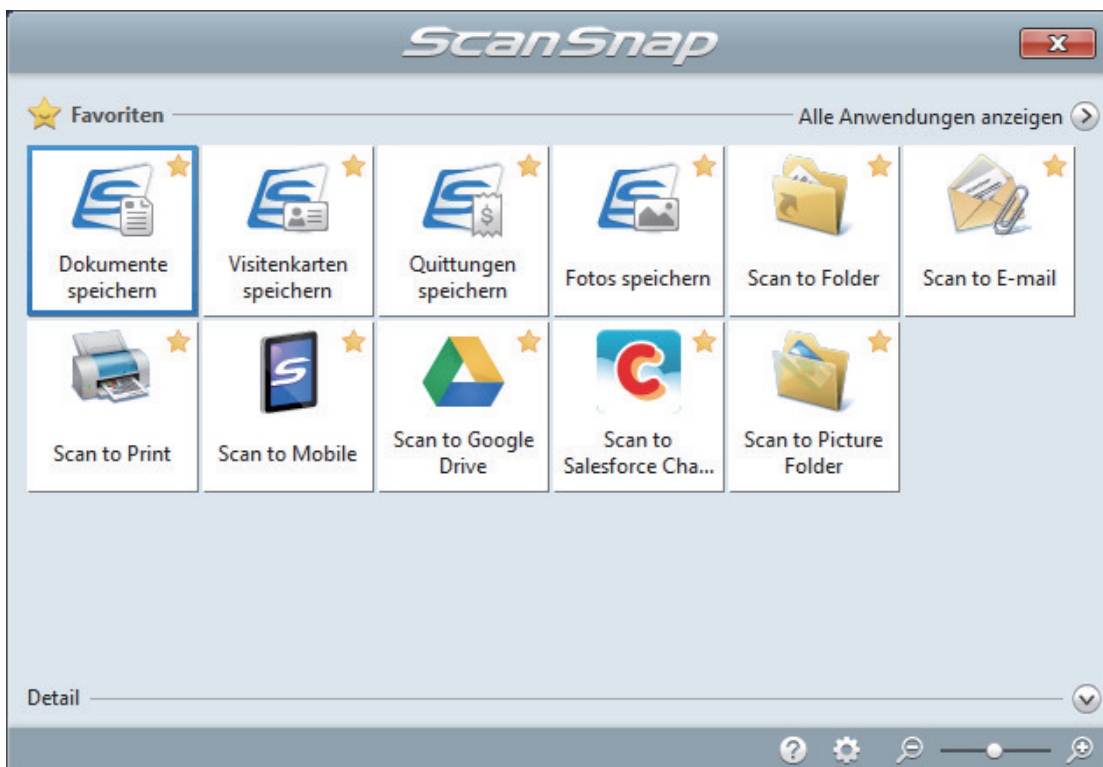 ScanSnap
Favoriten
Alle Anwendungen anzeigen
Dokumente
speichern
Visitenkarten
speichern
Quittungen
speichern
Fotos speichern
Scan to Folder
Scan to E-mail
Scan to Print
Scan to Mobile
Scan to Google
Drive
Scan to
Salesforce Cha...
Scan to Picture
Folder
Detail